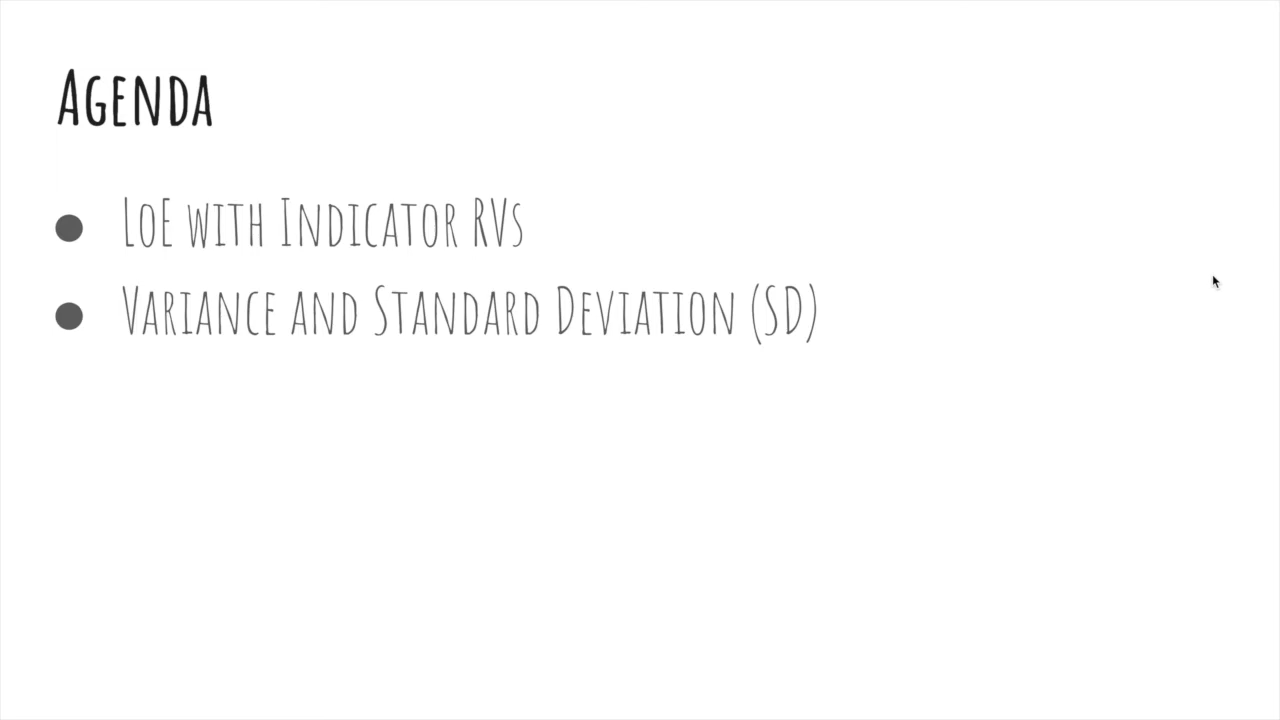 Agenda
● LoE with Indicator RVs
● Variance and Standard Deviation (SD)